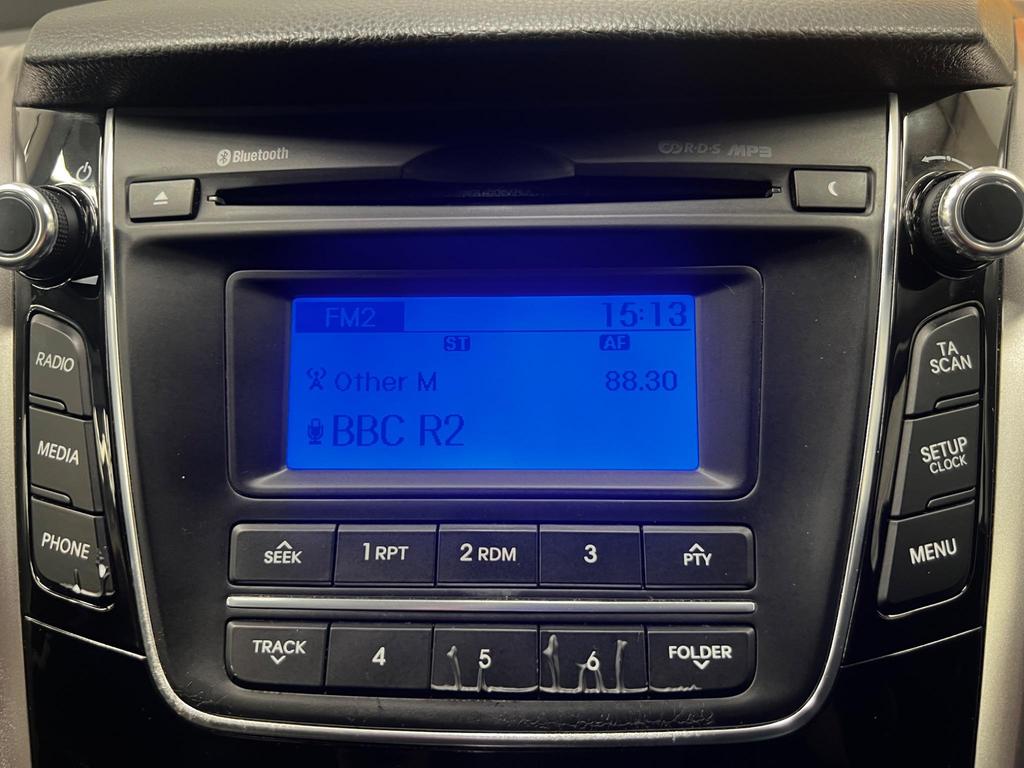 Bluetooth
R·D·S MP3
FM2 15:13
ST AF
Other M 88.30
BBC R2
RADIO
MEDIA
PHONE
TA
SCAN
SETUP
CLOCK
MENU
SEEK 1 RPT 2 RDM 3 PTY
TRACK 4 5 6 FOLDER